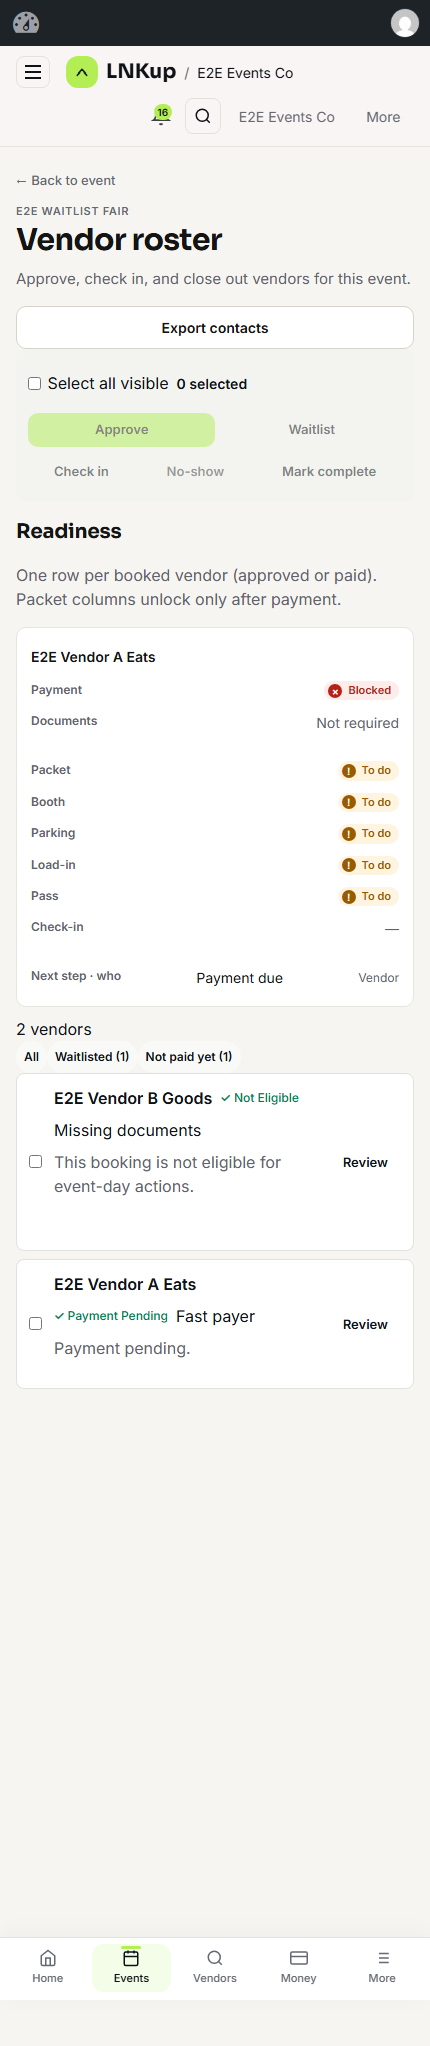 LNKup / E2E Events Co
16
E2E Events Co More
← Back to event
E2E WAITLIST FAIR
Vendor roster
Approve, check in, and close out vendors for this event.
Export contacts
Select all visible 0 selected
Approve Waitlist
Check in No-show Mark complete
Readiness
One row per booked vendor (approved or paid).
Packet columns unlock only after payment.
E2E Vendor A Eats
Payment Blocked
Documents Not required
Packet ! To do
Booth ! To do
Parking ! To do
Load-in ! To do
Pass ! To do
Check-in —
Next step · who Payment due Vendor
2 vendors
All Waitlisted (1) Not paid yet (1)
E2E Vendor B Goods ✓ Not Eligible
Missing documents
This booking is not eligible for
event-day actions.
Review
E2E Vendor A Eats
✓ Payment Pending Fast payer
Review
Payment pending.
Home Events Vendors Money More